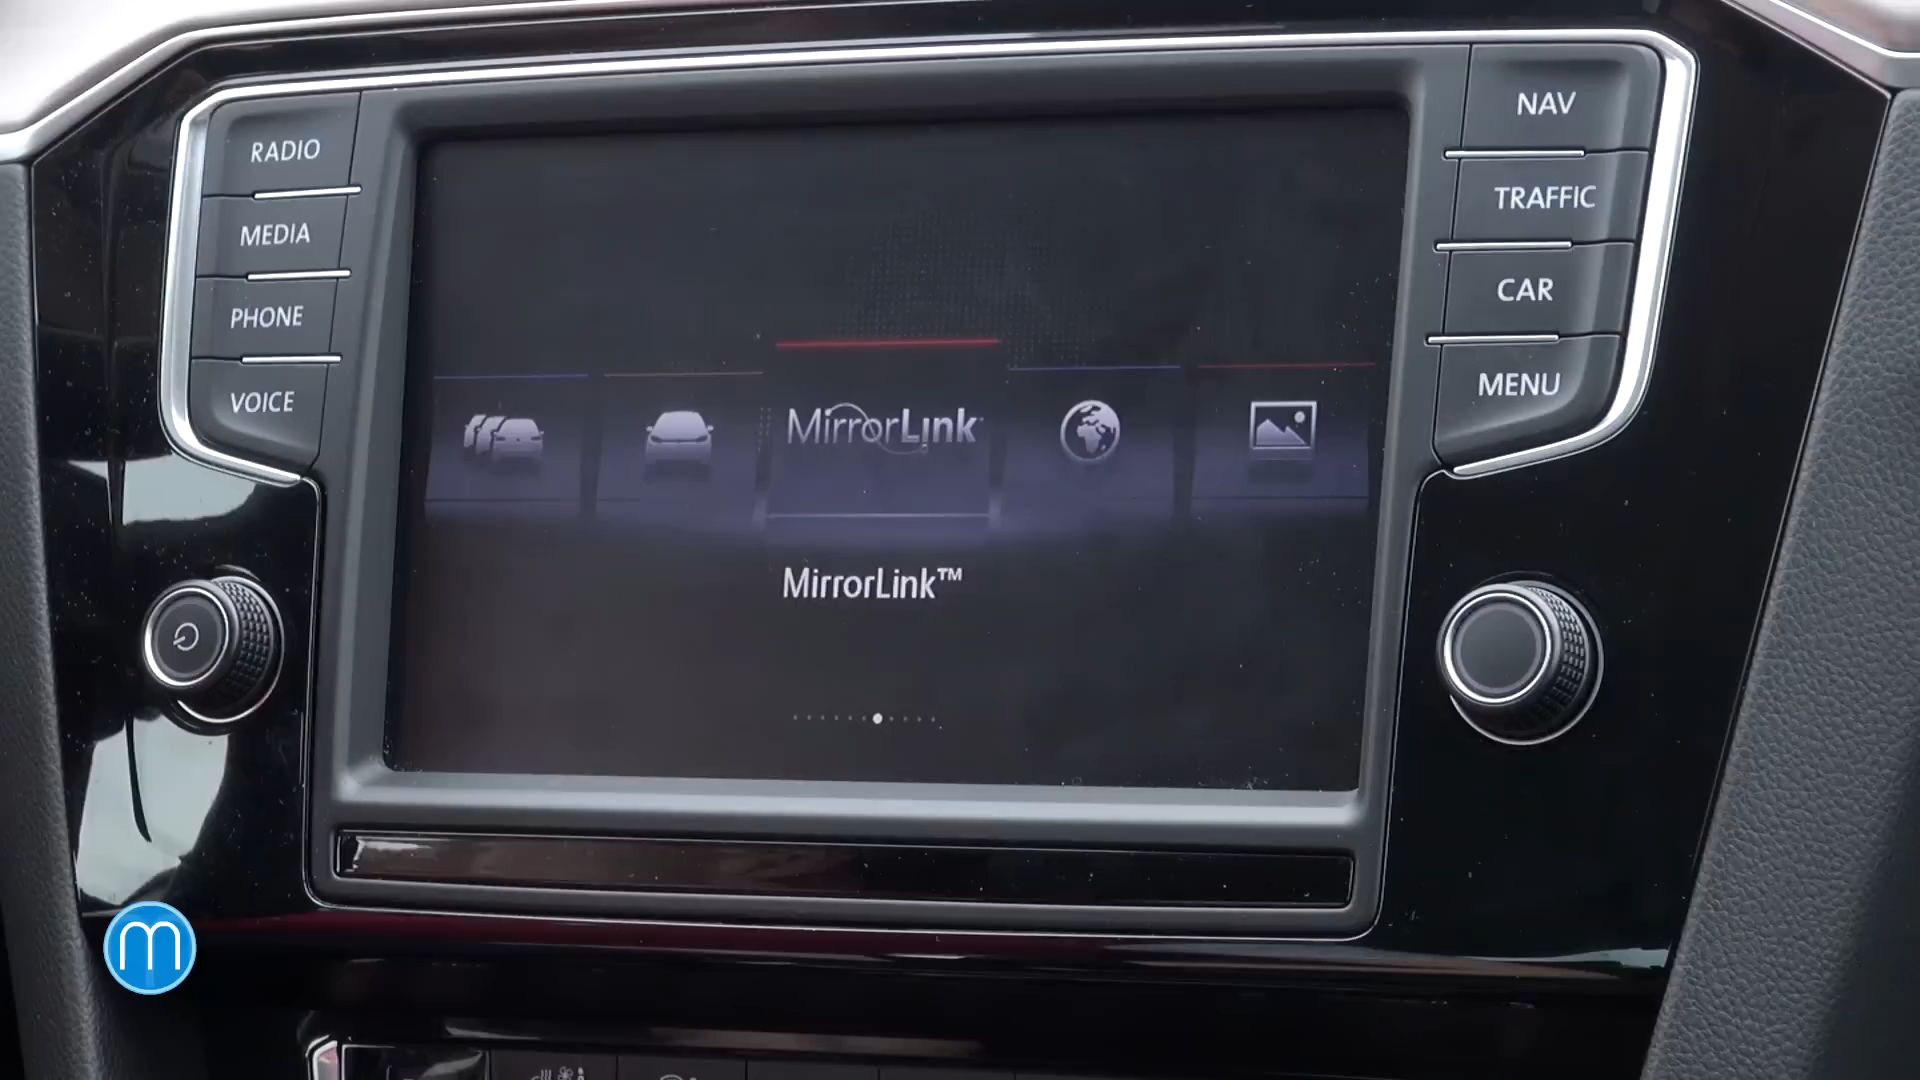 RADIO
MEDIA
PHONE
VOICE
NAV
TRAFFIC
CAR
MENU
MirrorLink
MirrorLink™
m